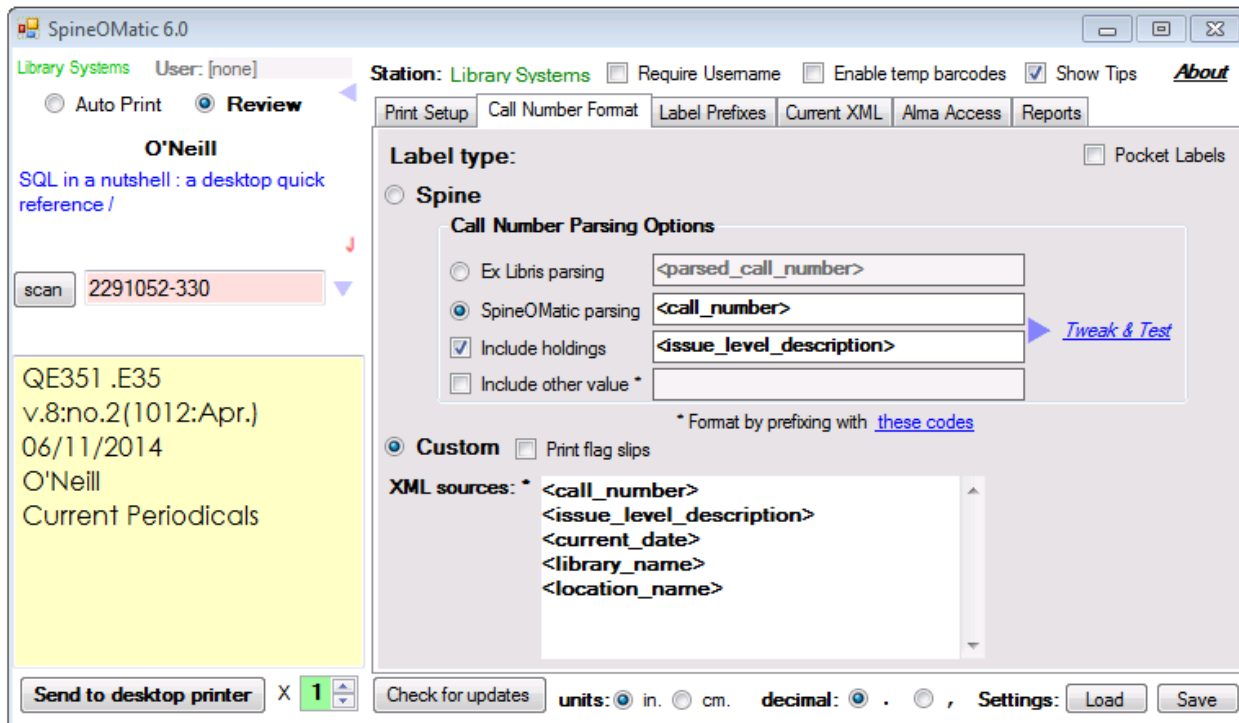 SpineOMatic 6.0
Library Systems User: [none]
Auto Print Review
O'Neill
SQL in a nutshell : a desktop quick
reference /
J
scan 2291052-330
QE351 .E35
v.8:no.2(1012:Apr.)
06/11/2014
O'Neill
Current Periodicals
Send to desktop printer X 1
Station: Library Systems Require Username Enable temp barcodes Show Tips About
Print Setup Call Number Format Label Prefixes Current XML Alma Access Reports
Label type: Pocket Labels
Spine
Call Number Parsing Options
Ex Libris parsing <parsed_call_number>
SpineOMatic parsing <call_number>
Include holdings <issue_level_description>
Tweak & Test
Include other value *
* Format by prefixing with these codes
Custom Print flag slips
XML sources: * <call_number>
<issue_level_description>
<current_date>
<library_name>
<location_name>
Check for updates units: in. cm. decimal: . , Settings: Load Save